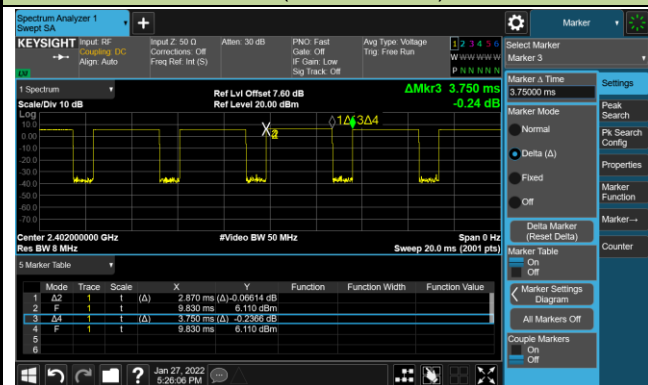 Spectrum Analyzer 1
Swept SA
+
Marker
KEYSIGHT
Input: RF
Coupling: DC
Align: Auto
Input Z: 50 Ω
Corrections: Off
Freq Ref: Int (S)
Atten: 30 dB
PNO: Fast
Gate: Off
IF Gain: Low
Sig Track: Off
Avg Type: Voltage
Trig: Free Run
1 2 3 4 5 6
W W W W W W
P N N N N N
LW
Select Marker
Marker 3
1 Spectrum
Scale/Div 10 dB
Ref Lvl Offset 7.60 dB
Ref Level 20.00 dBm
ΔMkr3 3.750 ms
-0.24 dB
Log
10.0
0.00
-10.0
-20.0
-30.0
-40.0
-50.0
-60.0
-70.0
Center 2.402000000 GHz
Res BW 8 MHz
#Video BW 50 MHz
Span 0 Hz
Sweep 20.0 ms (2001 pts)
5 Marker Table
Mode Trace Scale X Y Function Function Width Function Value
1 Δ2 1 t (Δ) 2.870 ms (Δ) -0.06614 dB
2 F 1 t 9.830 ms 6.110 dBm
3 Δ4 1 t (Δ) 3.750 ms (Δ) -0.2366 dB
4 F 1 t 9.830 ms 6.110 dBm
5
6
Marker Δ Time
3.75000 ms
Marker Mode
Normal
Delta (Δ)
Fixed
Off
Delta Marker
(Reset Delta)
Marker Table
On
Off
Marker Settings
Diagram
All Markers Off
Couple Markers
On
Off
Settings
Peak
Search
Pk Search
Config
Properties
Marker
Function
Marker→
Counter
?
Jan 27, 2022
5:26:06 PM